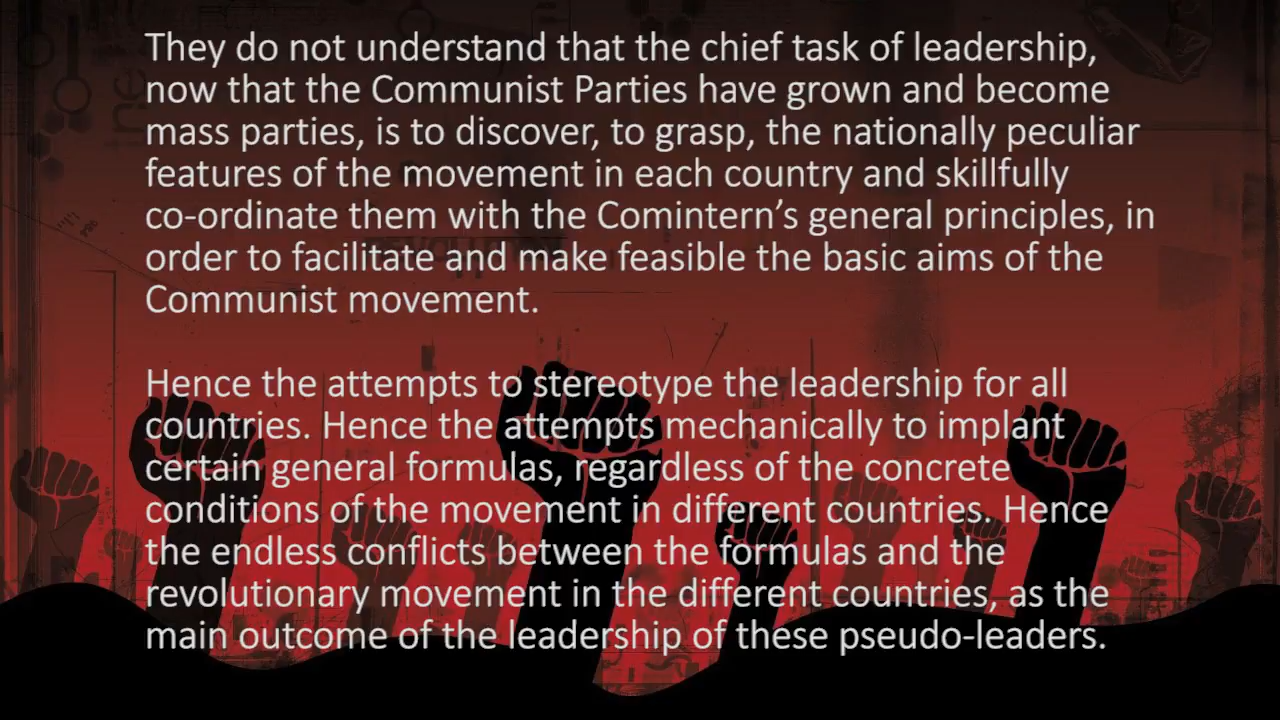 They do not understand that the chief task of leadership,
now that the Communist Parties have grown and become
mass parties, is to discover, to grasp, the nationally peculiar
features of the movement in each country and skillfully
co-ordinate them with the Comintern’s general principles, in
order to facilitate and make feasible the basic aims of the
Communist movement.
Hence the attempts to stereotype the leadership for all
countries. Hence the attempts mechanically to implant
certain general formulas, regardless of the concrete
conditions of the movement in different countries. Hence
the endless conflicts between the formulas and the
revolutionary movement in the different countries, as the
main outcome of the leadership of these pseudo-leaders.